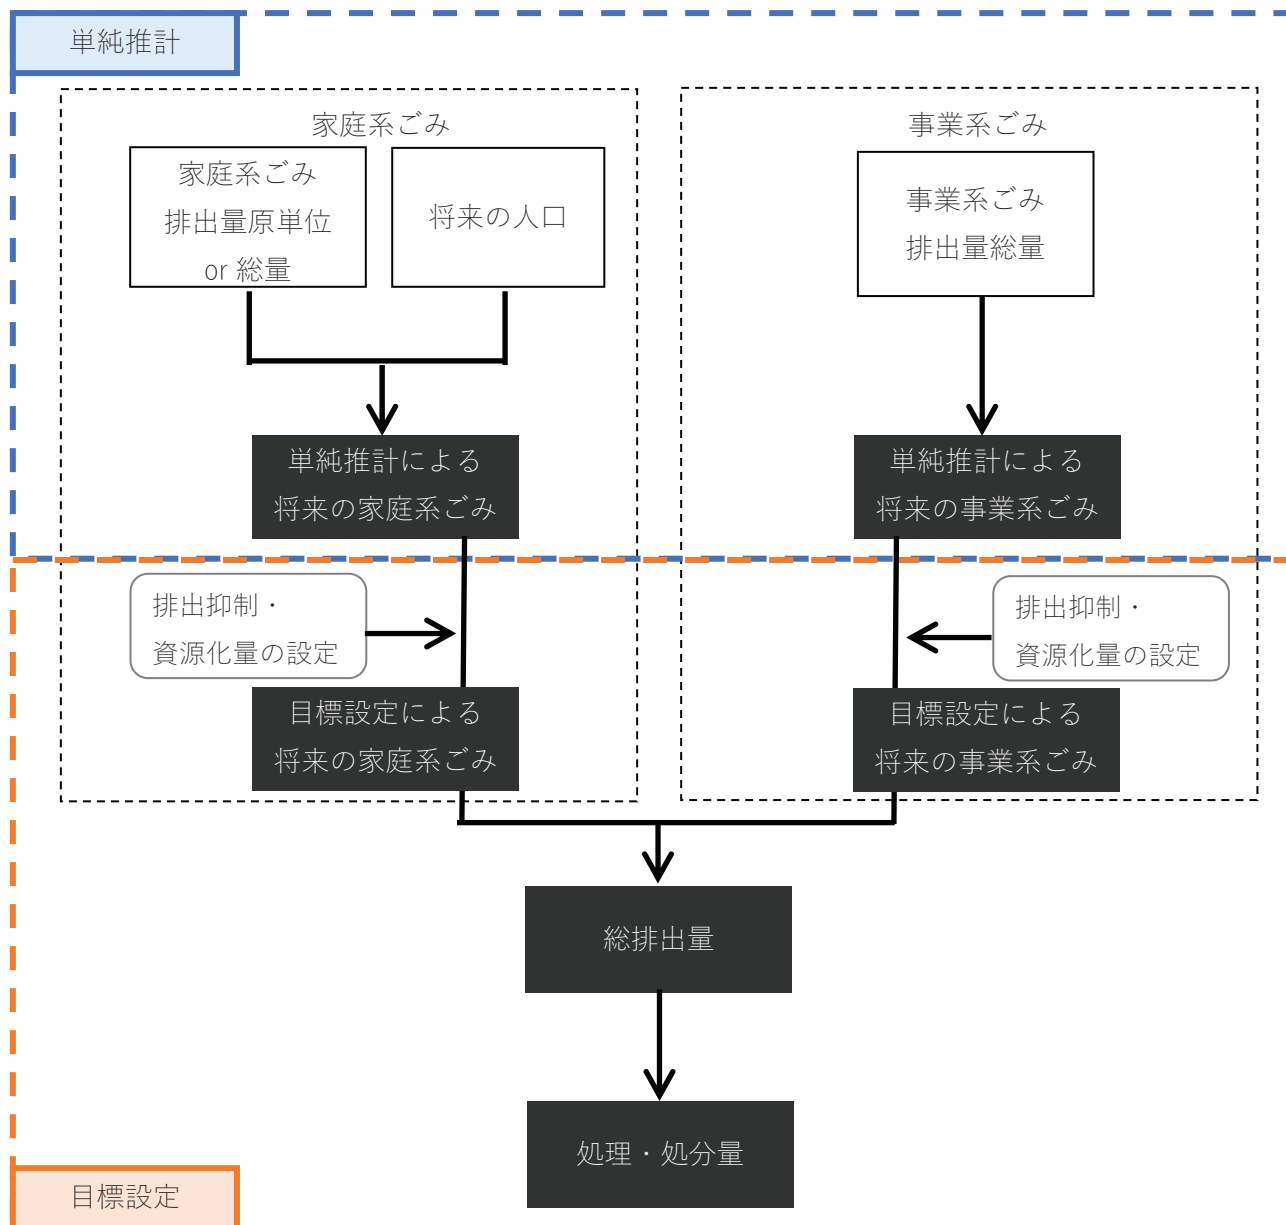 単純推計
家庭系ごみ
家庭系ごみ
排出量原単位
or 総量
将来の人口
単純推計による
将来の家庭系ごみ
排出抑制・
資源化量の設定
目標設定による
将来の家庭系ごみ
事業系ごみ
事業系ごみ
排出量総量
単純推計による
将来の事業系ごみ
排出抑制・
資源化量の設定
目標設定による
将来の事業系ごみ
総排出量
処理・処分量
目標設定